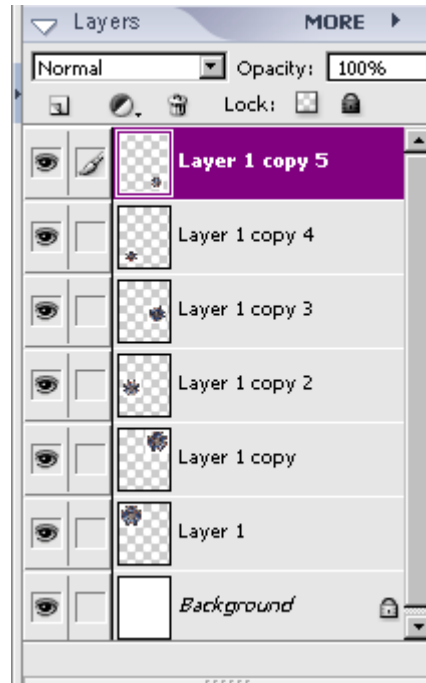 Layers MORE
Normal Opacity: 100%
Lock:
Layer 1 copy 5
Layer 1 copy 4
Layer 1 copy 3
Layer 1 copy 2
Layer 1 copy
Layer 1
Background